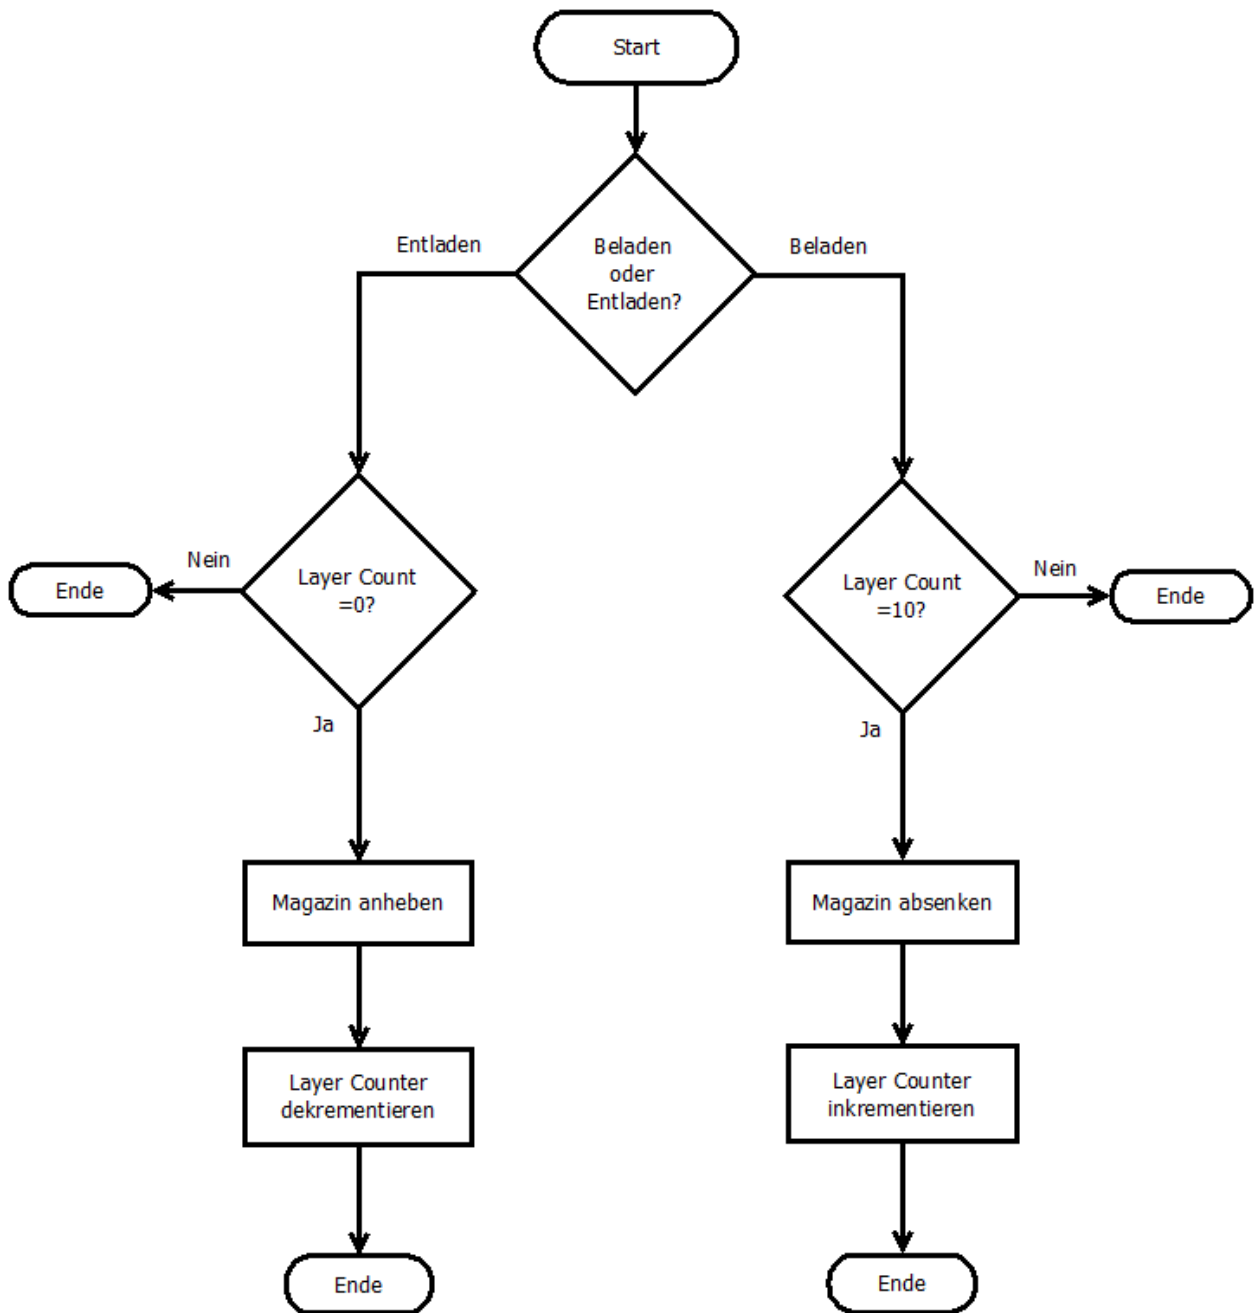 Start
Beladen
oder
Entladen?
Entladen
Beladen
Layer Count
=0?
Nein
Ende
Ja
Layer Count
=10?
Nein
Ende
Ja
Magazin anheben
Magazin absenken
Layer Counter
dekrementieren
Layer Counter
inkrementieren
Ende
Ende